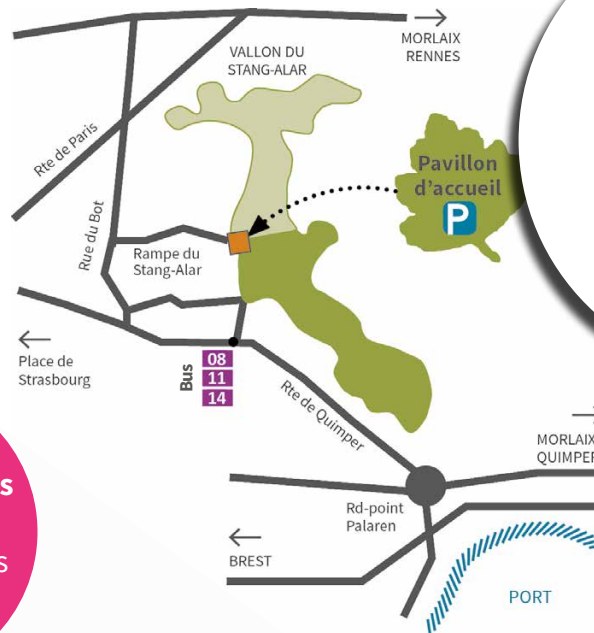 MORLAIX
RENNES
VALLON DU
STANG-ALAR
Rte de Paris
Pavillon
d'accueil
P
Rue du Bot
Rampe du
Stang-Alar
Place de
Strasbourg
Bus
08
11
14
Rte de Quimper
MORLAIX
QUIMPER
Rd-point
Palaren
BREST
PORT